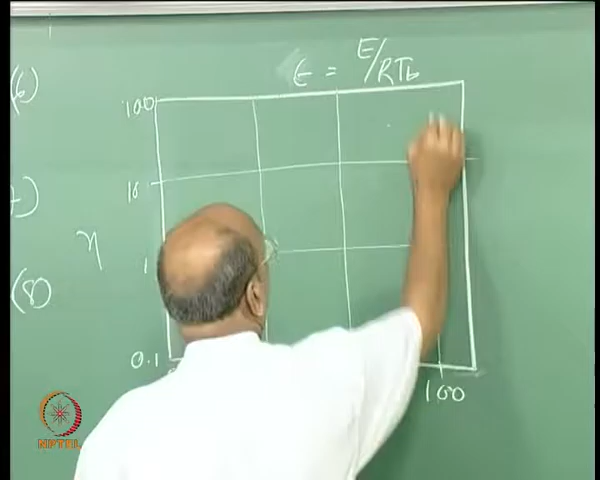 ϵ = E/RTb
(6)
100
10
η
1
(8)
0.1
100
NPTEL